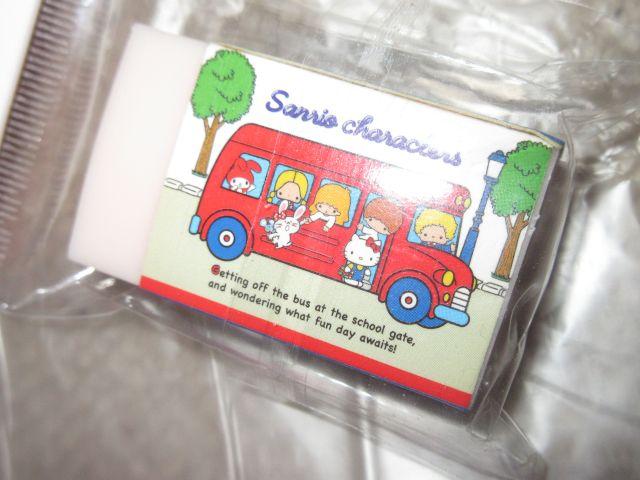 Sanrio characters
Getting off the bus at the school gate,
and wondering what fun day awaits!